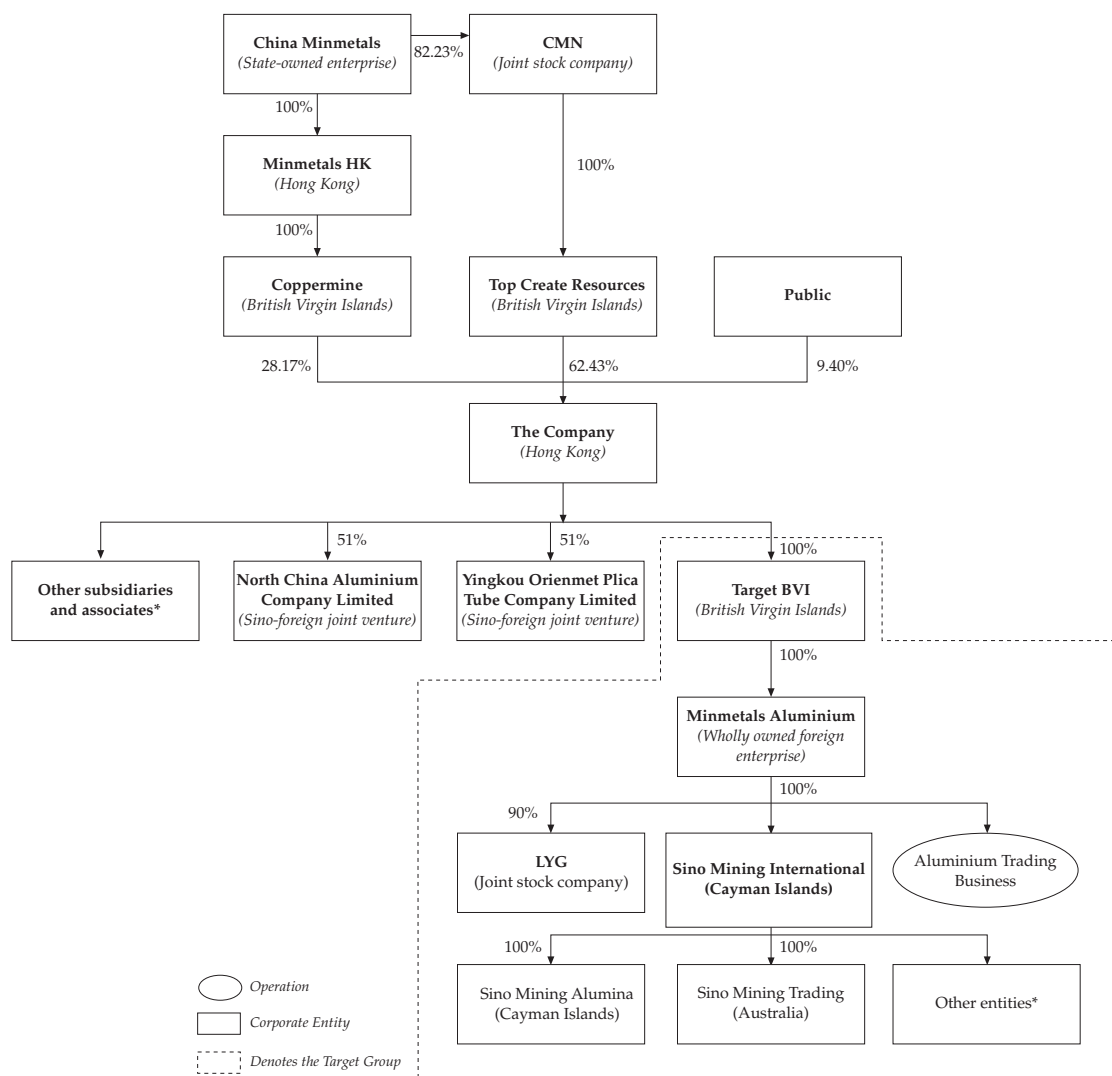 China Minmetals
(State-owned enterprise)
82.23%
CMN
(Joint stock company)
100%
Minmetals HK
(Hong Kong)
100%
100%
Coppermine
(British Virgin Islands)
Top Create Resources
(British Virgin Islands)
Public
28.17%
62.43%
9.40%
The Company
(Hong Kong)
51%
51%
100%
Other subsidiaries
and associates*
North China Aluminium
Company Limited
(Sino-foreign joint venture)
Yingkou Orienmet Plica
Tube Company Limited
(Sino-foreign joint venture)
Target BVI
(British Virgin Islands)
100%
Minmetals Aluminium
(Wholly owned foreign
enterprise)
100%
90%
LYG
(Joint stock company)
Sino Mining International
(Cayman Islands)
Aluminium Trading
Business
100%
100%
Sino Mining Alumina
(Cayman Islands)
Sino Mining Trading
(Australia)
Other entities*
Operation
Corporate Entity
Denotes the Target Group